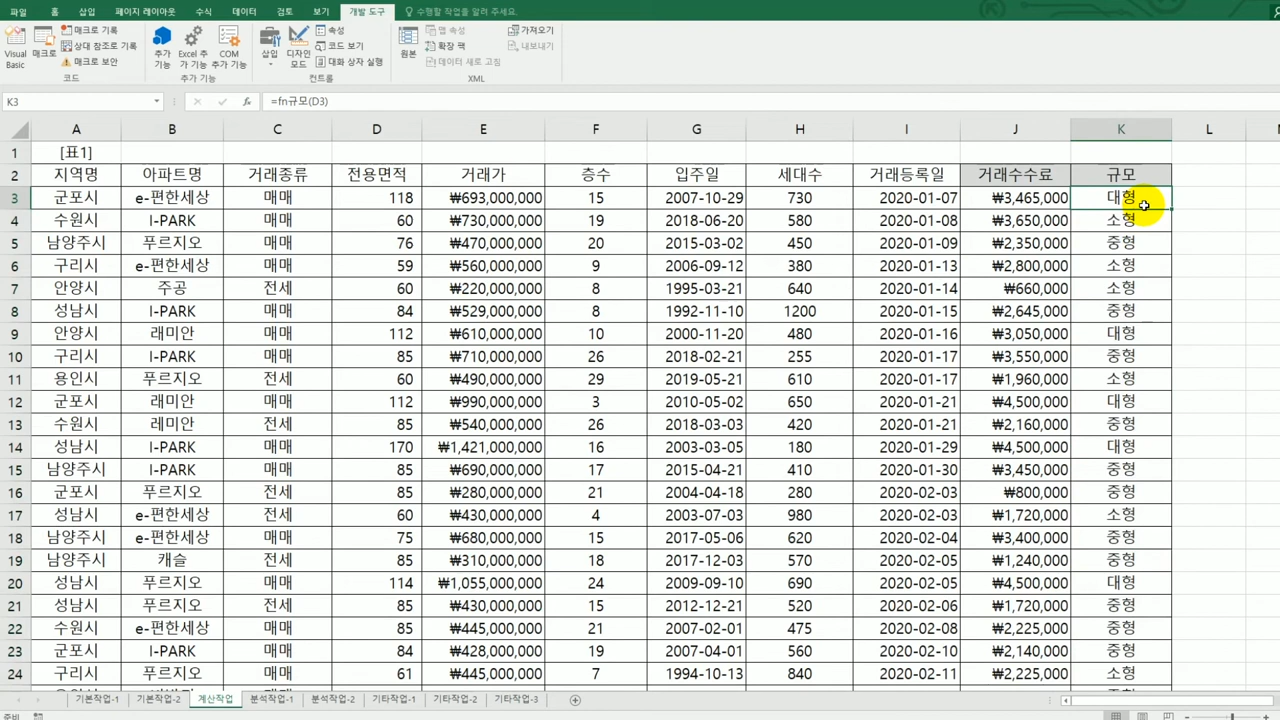 파일 홈 삽입 페이지 레이아웃 수식 데이터 검토 보기 개발 도구 수행할 작업을 알려 주세요.
Visual Basic 매크로 매크로 기록 상대 참조로 기록 매크로 보안
추가 기능 Excel 추가 기능 COM 추가 기능
삽입 디자인 모드 속성 코드 보기 대화 상자 실행
원본 맵 속성 확장 팩 데이터 새로 고침 가져오기 내보내기
코드 추가 기능 컨트롤 XML
K3 fx =fn규모(D3)
A B C D E F G H I J K L
1 [표1]
2 지역명 아파트명 거래종류 전용면적 거래가 층수 입주일 세대수 거래등록일 거래수수료 규모
3 군포시 e-편한세상 매매 118 ₩693,000,000 15 2007-10-29 730 2020-01-07 ₩3,465,000 대형
4 수원시 I-PARK 매매 60 ₩730,000,000 19 2018-06-20 580 2020-01-08 ₩3,650,000 소형
5 남양주시 푸르지오 매매 76 ₩470,000,000 20 2015-03-02 450 2020-01-09 ₩2,350,000 중형
6 구리시 e-편한세상 매매 59 ₩560,000,000 9 2006-09-12 380 2020-01-13 ₩2,800,000 소형
7 안양시 주공 전세 60 ₩220,000,000 8 1995-03-21 640 2020-01-14 ₩660,000 소형
8 성남시 I-PARK 매매 84 ₩529,000,000 8 1992-11-10 1200 2020-01-15 ₩2,645,000 중형
9 안양시 래미안 매매 112 ₩610,000,000 10 2000-11-20 480 2020-01-16 ₩3,050,000 대형
10 구리시 I-PARK 매매 85 ₩710,000,000 26 2018-02-21 255 2020-01-17 ₩3,550,000 중형
11 용인시 푸르지오 전세 60 ₩490,000,000 29 2019-05-21 610 2020-01-17 ₩1,960,000 소형
12 군포시 래미안 매매 112 ₩990,000,000 3 2010-05-02 650 2020-01-21 ₩4,500,000 대형
13 수원시 레미안 전세 85 ₩540,000,000 26 2018-03-03 420 2020-01-21 ₩2,160,000 중형
14 성남시 I-PARK 매매 170 ₩1,421,000,000 16 2003-03-05 180 2020-01-29 ₩4,500,000 대형
15 남양주시 I-PARK 매매 85 ₩690,000,000 17 2015-04-21 410 2020-01-30 ₩3,450,000 중형
16 군포시 푸르지오 전세 85 ₩280,000,000 21 2004-04-18 280 2020-02-03 ₩800,000 중형
17 성남시 e-편한세상 전세 60 ₩430,000,000 4 2003-07-03 980 2020-02-03 ₩1,720,000 소형
18 남양주시 e-편한세상 매매 75 ₩680,000,000 15 2017-05-06 620 2020-02-04 ₩3,400,000 중형
19 남양주시 캐슬 전세 85 ₩310,000,000 18 2017-12-03 570 2020-02-05 ₩1,240,000 중형
20 성남시 푸르지오 매매 114 ₩1,055,000,000 24 2009-09-10 690 2020-02-05 ₩4,500,000 대형
21 성남시 푸르지오 전세 85 ₩430,000,000 15 2012-12-21 520 2020-02-06 ₩1,720,000 중형
22 수원시 e-편한세상 매매 85 ₩445,000,000 21 2007-02-01 475 2020-02-08 ₩2,225,000 중형
23 군포시 I-PARK 매매 85 ₩428,000,000 19 2007-04-01 560 2020-02-10 ₩2,140,000 중형
24 구리시 푸르지오 매매 61 ₩445,000,000 7 1994-10-13 840 2020-02-11 ₩2,225,000 소형
기본작업-1 기본작업-2 계산작업 분석작업-1 분석작업-2 기타작업-1 기타작업-2 기타작업-3
준비